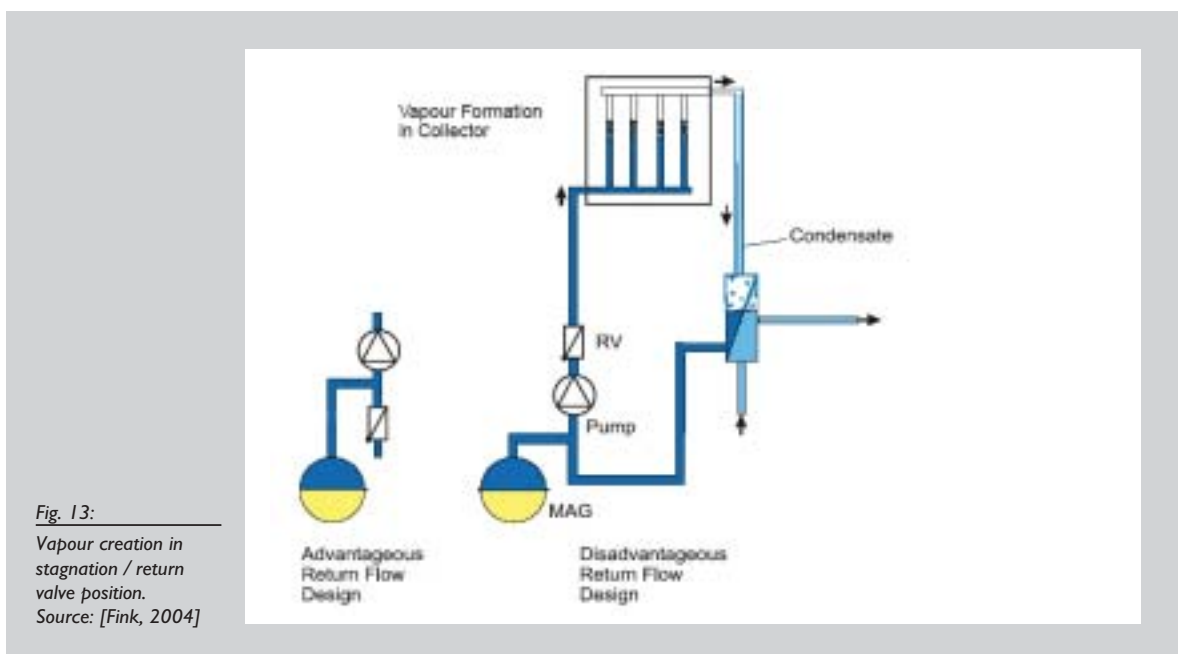 Vapour Formation
in Collector
Condensate
RV
Pump
MAG
Advantageous
Return Flow
Design
Disadvantageous
Return Flow
Design
Fig. 13:
Vapour creation in
stagnation / return
valve position.
Source: [Fink, 2004]